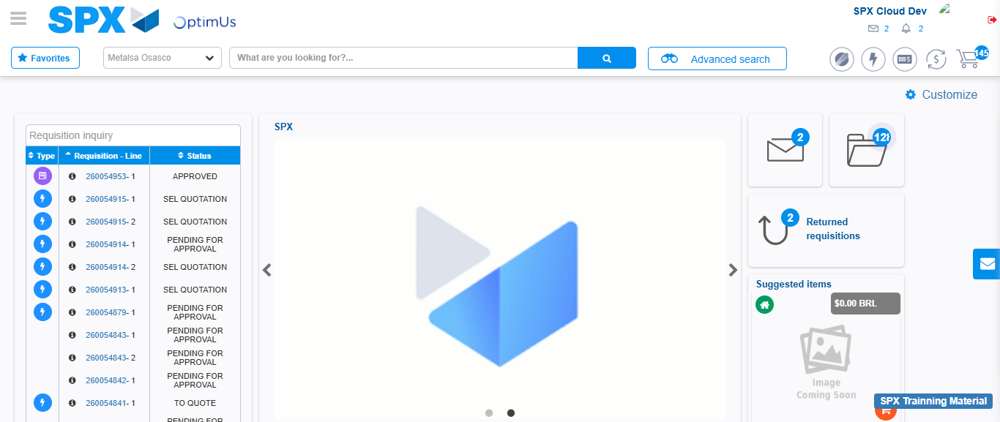 SPX
OptimUs
SPX Cloud Dev
2
2
Favorites
Metalsa Osasco
What are you looking for?...
Advanced search
145
Customize
Requisition inquiry
Type
Requisition - Line
Status
260054953- 1
APPROVED
260054915- 1
SEL QUOTATION
260054915- 2
SEL QUOTATION
260054914- 1
PENDING FOR
APPROVAL
260054914- 2
SEL QUOTATION
260054913- 1
SEL QUOTATION
260054879- 1
PENDING FOR
APPROVAL
260054843- 1
PENDING FOR
APPROVAL
260054843- 2
PENDING FOR
APPROVAL
260054842- 1
PENDING FOR
APPROVAL
260054841- 1
TO QUOTE
PENDING FOR
SPX
2
2
Returned
requisitions
Suggested items
$0.00 BRL
Image
Coming Soon
SPX Trainning Material